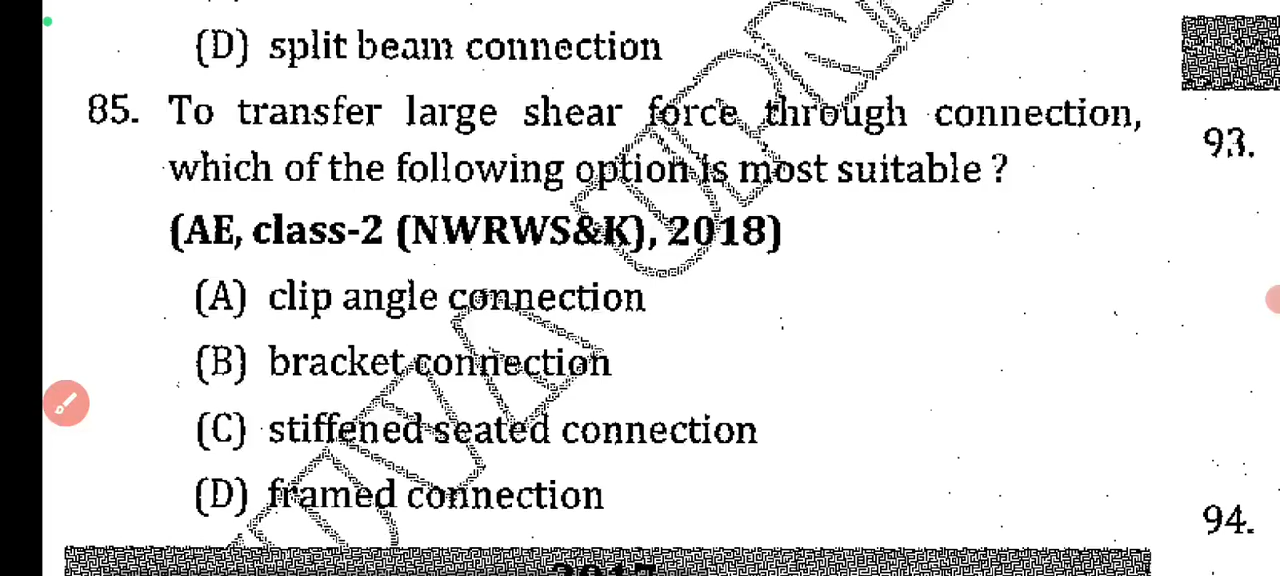 (D) split beam connection
85. To transfer large shear force through connection,
which of the following option is most suitable ?
(AE, class-2 (NWRWS&K), 2018)
(A) clip angle connection
(B) bracket connection
(C) stiffened seated connection
(D) framed connection
93.
94.